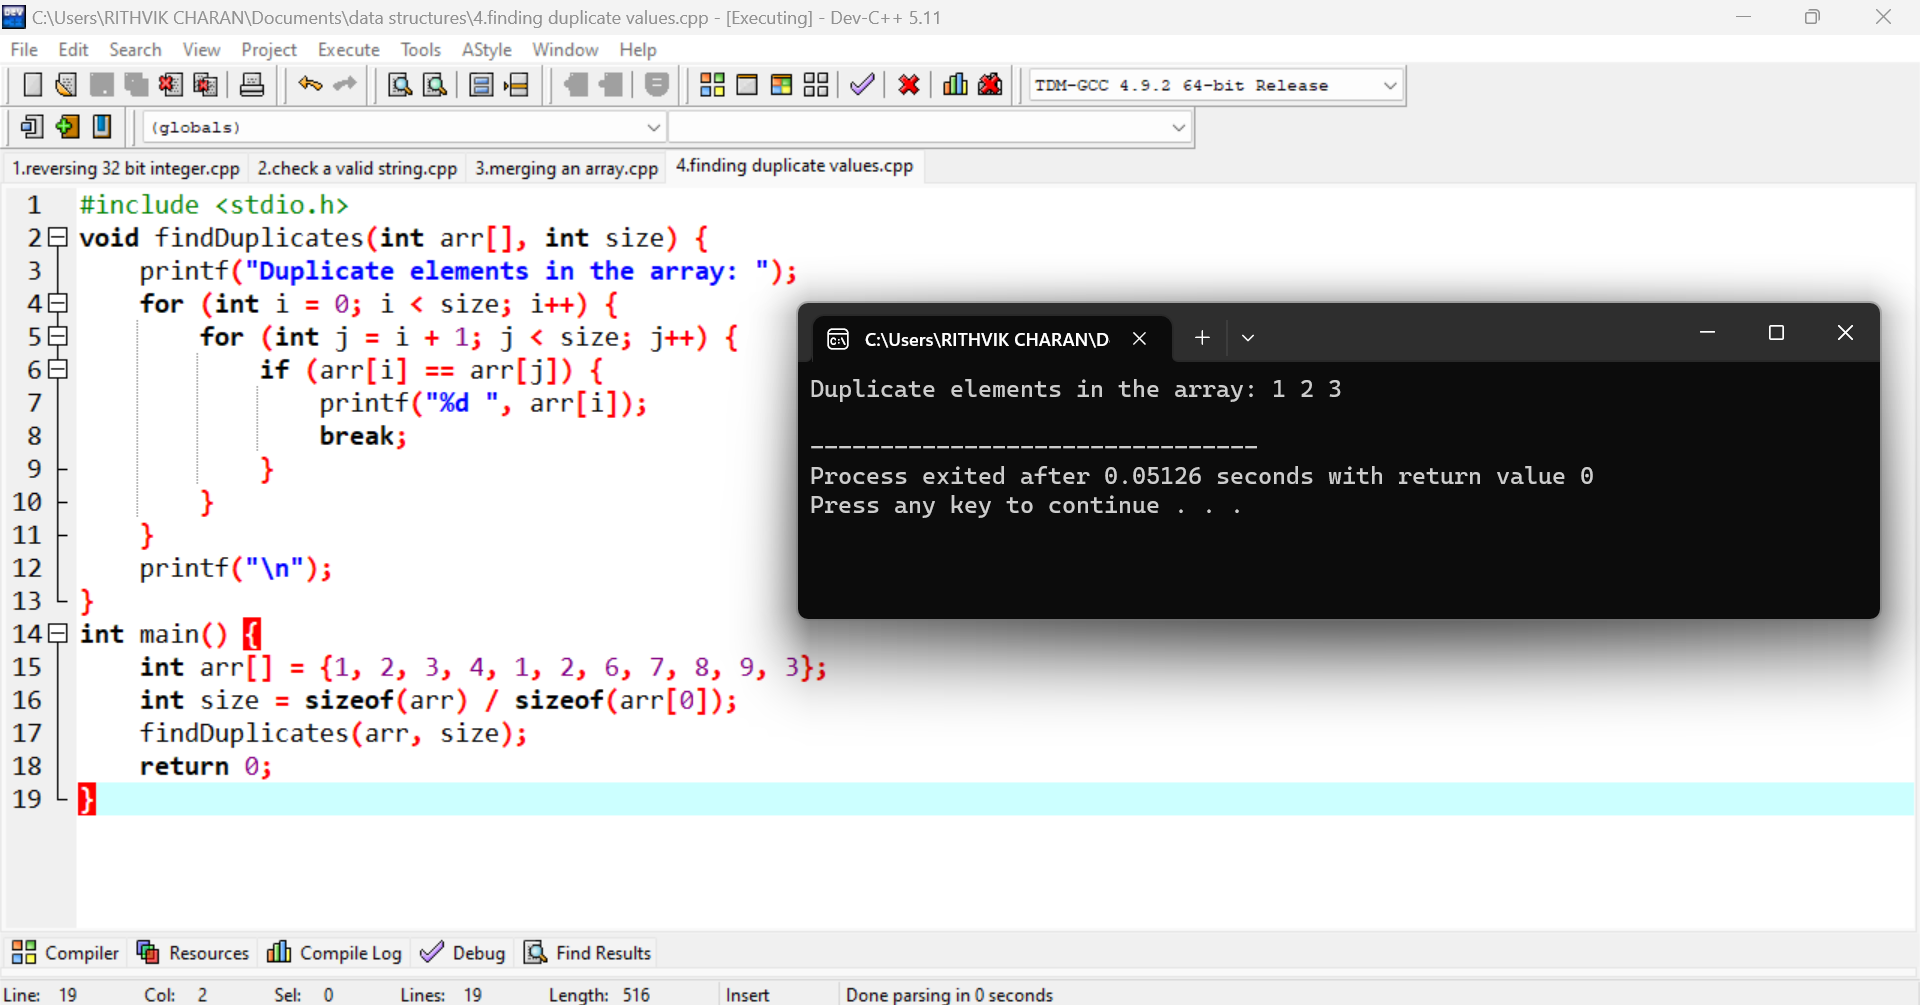 C:\Users\RITHVIK CHARAN\Documents\data structures\4.finding duplicate values.cpp - [Executing] - Dev-C++ 5.11
File Edit Search View Project Execute Tools AStyle Window Help
TDM-GCC 4.9.2 64-bit Release
(globals)
1.reversing 32 bit integer.cpp 2.check a valid string.cpp 3.merging an array.cpp 4.finding duplicate values.cpp
1 #include <stdio.h>
2 void findDuplicates(int arr[], int size) {
3     printf("Duplicate elements in the array: ");
4     for (int i = 0; i < size; i++) {
5         for (int j = i + 1; j < size; j++) {
6             if (arr[i] == arr[j]) {
7                 printf("%d ", arr[i]);
8                 break;
9             }
10         }
11     }
12     printf("\n");
13 }
14 int main() {
15     int arr[] = {1, 2, 3, 4, 1, 2, 6, 7, 8, 9, 3};
16     int size = sizeof(arr) / sizeof(arr[0]);
17     findDuplicates(arr, size);
18     return 0;
19 }
C:\Users\RITHVIK CHARAN\D
Duplicate elements in the array: 1 2 3
--------------------------------
Process exited after 0.05126 seconds with return value 0
Press any key to continue . . .
Compiler Resources Compile Log Debug Find Results
Line: 19 Col: 2 Sel: 0 Lines: 19 Length: 516 Insert Done parsing in 0 seconds